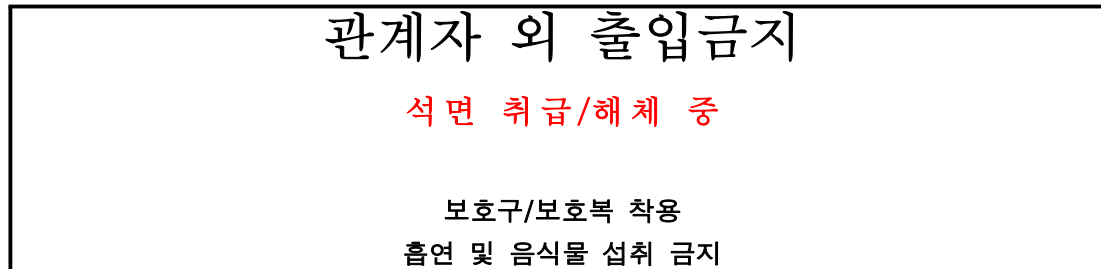 관계자 외 출입금지
석면 취급/해체 중
보호구/보호복 착용
흡연 및 음식물 섭취 금지